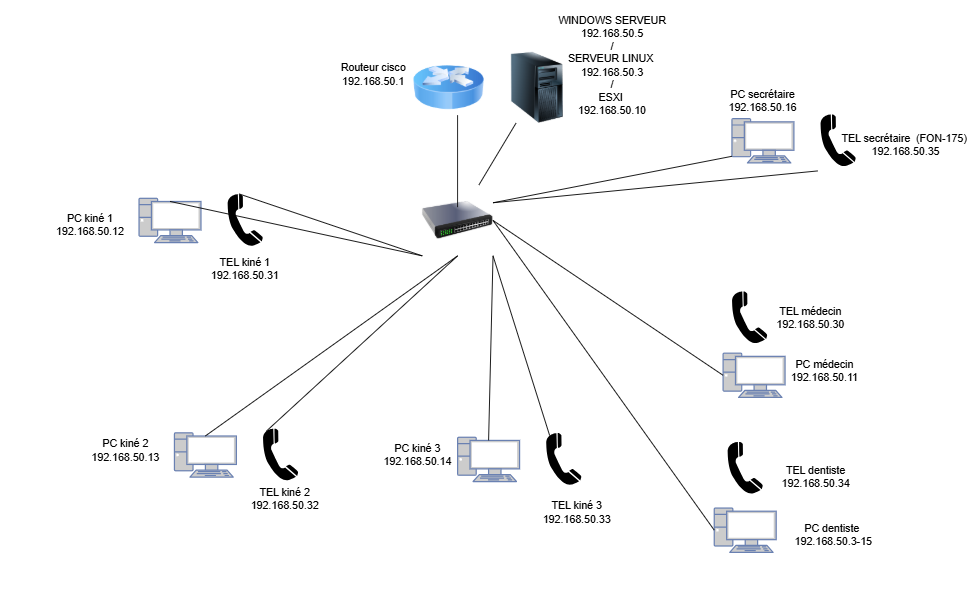 WINDOWS SERVEUR
192.168.50.5
/
SERVEUR LINUX
192.168.50.3
/
ESXI
192.168.50.10
Routeur cisco
192.168.50.1
PC secrétaire
192.168.50.16
TEL secrétaire (FON-175)
192.168.50.35
PC kiné 1
192.168.50.12
TEL kiné 1
192.168.50.31
TEL médecin
192.168.50.30
PC médecin
192.168.50.11
PC kiné 2
192.168.50.13
TEL kiné 2
192.168.50.32
PC kiné 3
192.168.50.14
TEL kiné 3
192.168.50.33
TEL dentiste
192.168.50.34
PC dentiste
192.168.50.3-15